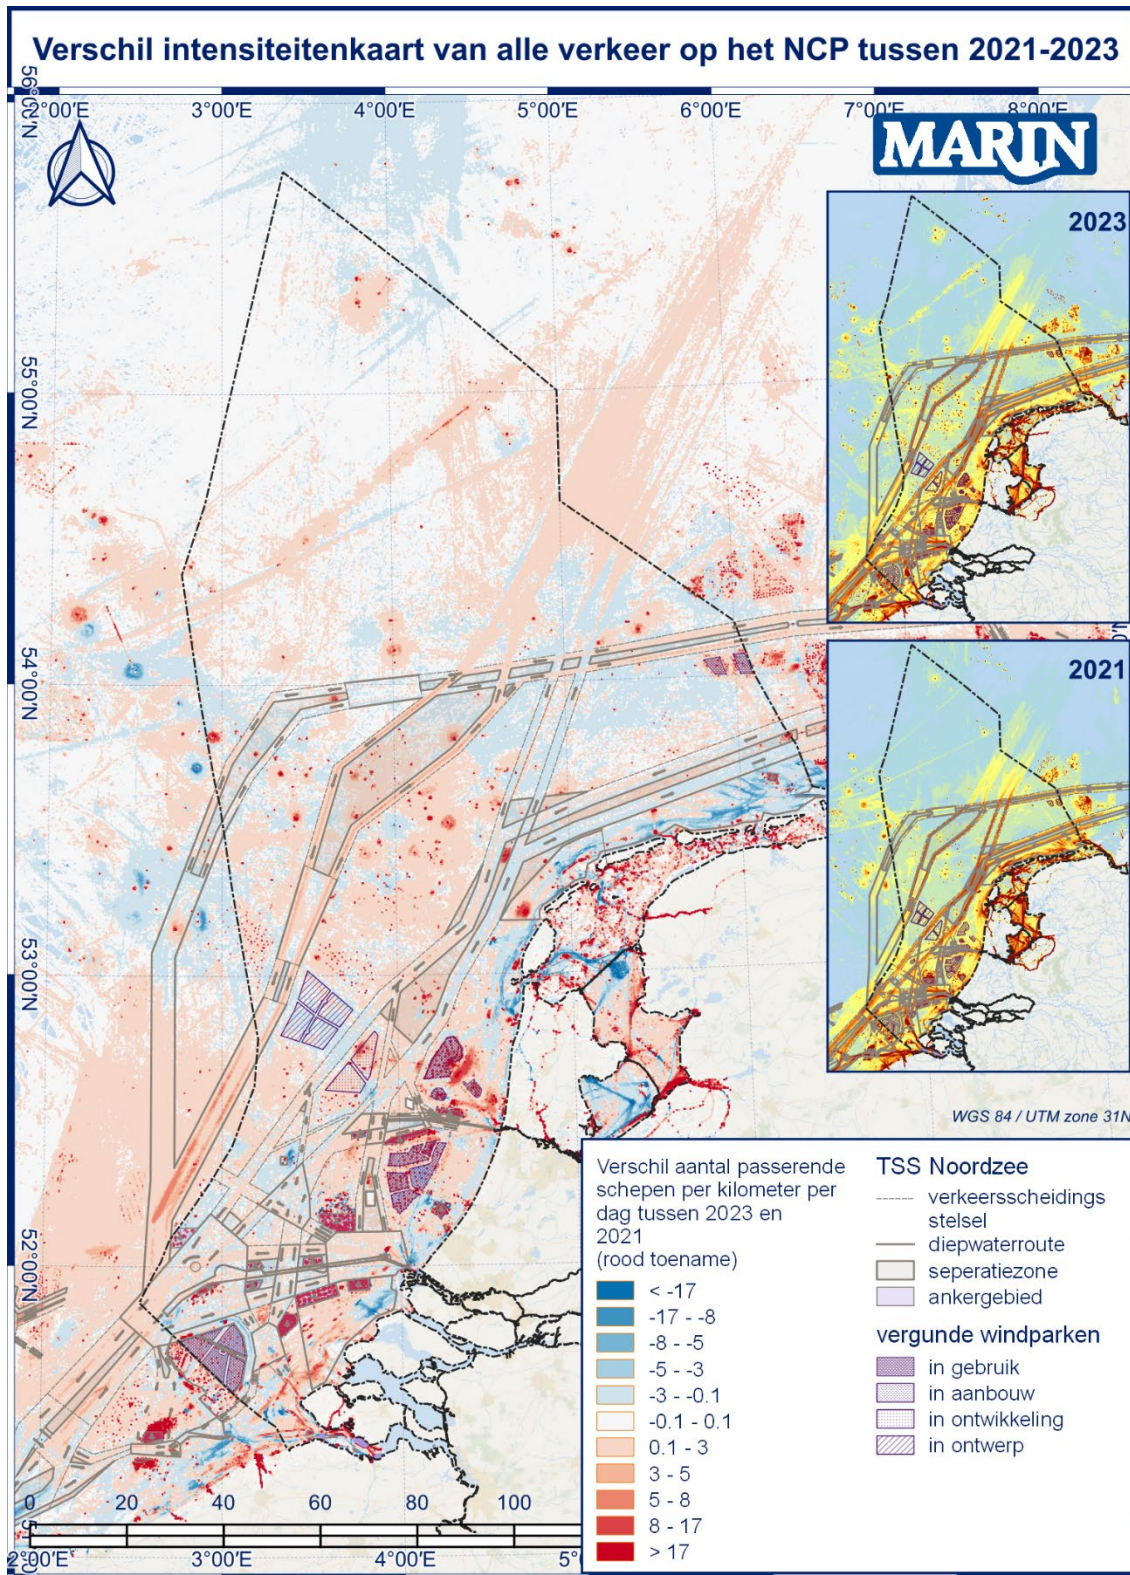 Verschil intensiteitenkaart van alle verkeer op het NCP tussen 2021-2023
2°00'E 3°00'E 4°00'E 5°00'E 6°00'E 7°00'E 8°00'E
56°00'N
MARIN
2023
55°00'N
54°00'N
2021
53°00'N
WGS 84 / UTM zone 31N
52°00'N
Verschil aantal passerende
schepen per kilometer per
dag tussen 2023 en
2021
(rood toename)
< -17
-17 - -8
-8 - -5
-5 - -3
-3 - -0.1
-0.1 - 0.1
0.1 - 3
3 - 5
5 - 8
8 - 17
> 17
TSS Noordzee
verkeersscheidings
stelsel
diepwaterroute
seperatiezone
ankergebied
vergunde windparken
in gebruik
in aanbouw
in ontwikkeling
in ontwerp
0 20 40 60 80 100
2°00'E 3°00'E 4°00'E